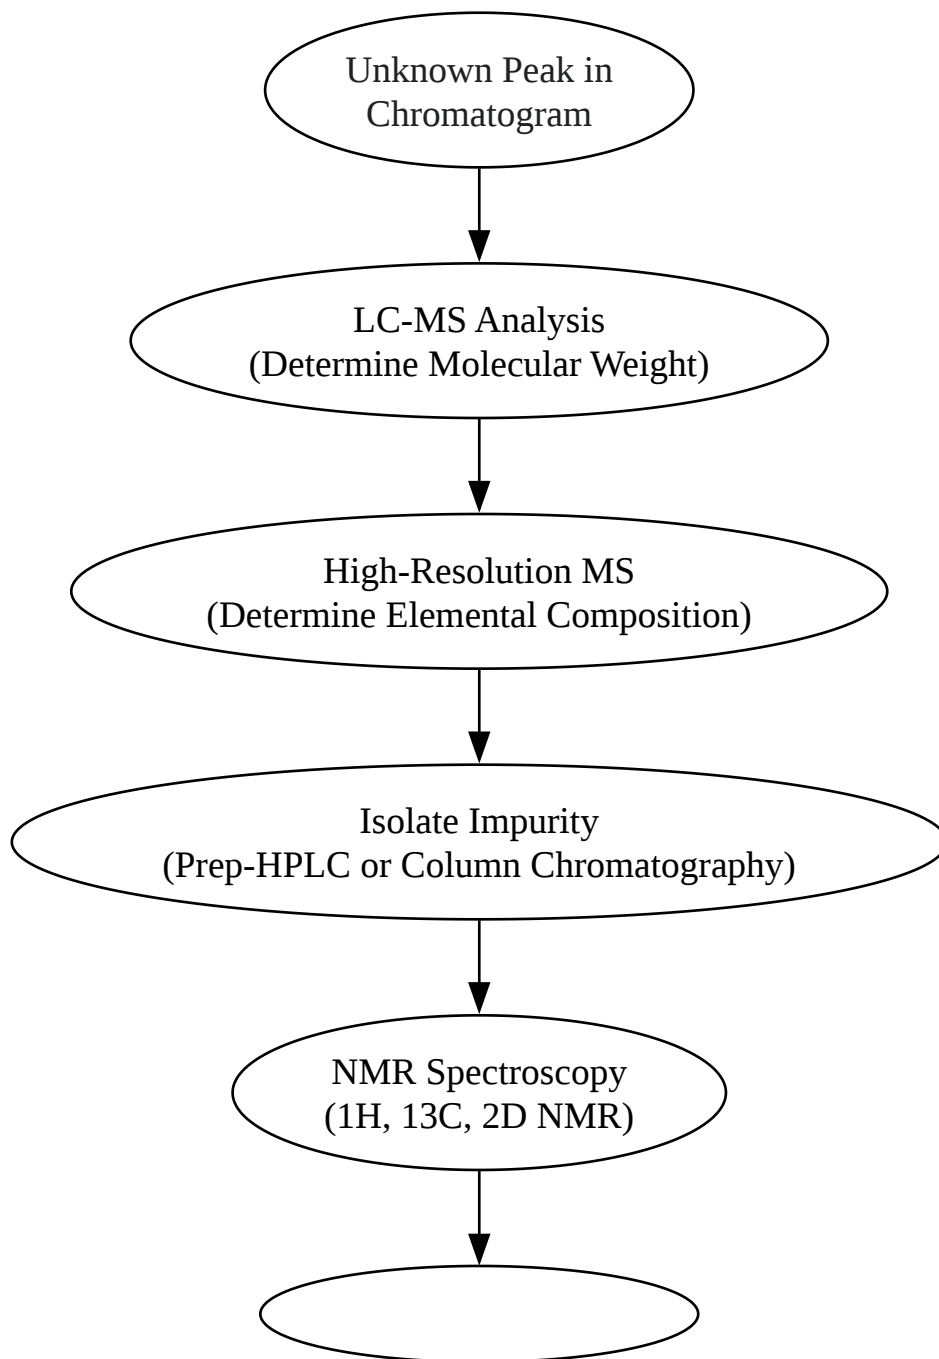 Unknown Peak in
Chromatogram
LC-MS Analysis
(Determine Molecular Weight)
High-Resolution MS
(Determine Elemental Composition)
Isolate Impurity
(Prep-HPLC or Column Chromatography)
NMR Spectroscopy
(1H, 13C, 2D NMR)